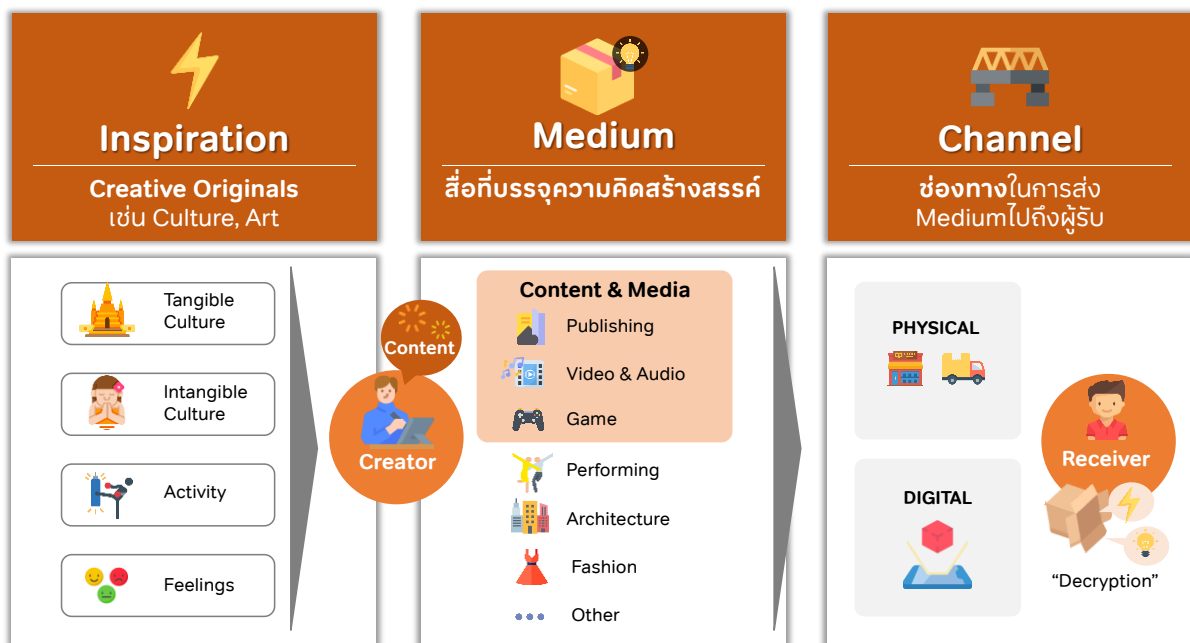 Inspiration
Creative Originals
เช่น Culture, Art
Medium
สื่อที่บรรจุความคิดสร้างสรรค์
Channel
ช่องทางในการส่ง
Mediumไปถึงผู้รับ
Tangible
Culture
Intangible
Culture
Activity
Feelings
Content
Creator
Content & Media
Publishing
Video & Audio
Game
Performing
Architecture
Fashion
Other
PHYSICAL
DIGITAL
Receiver
“Decryption”